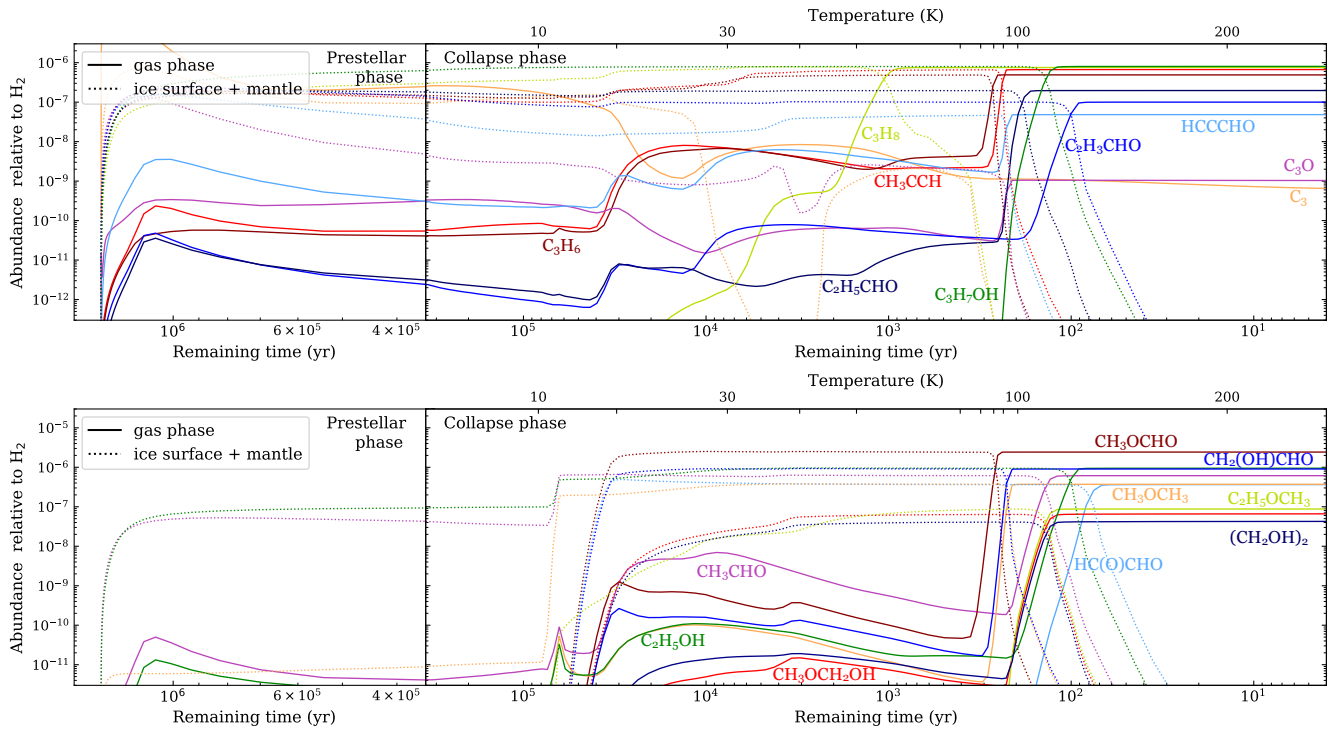 Temperature (K)
10 30 100 200
Abundance relative to H₂
10⁻⁶
10⁻⁷
10⁻⁸
10⁻⁹
10⁻¹⁰
10⁻¹¹
10⁻¹²
gas phase
ice surface + mantle
Prestellar
phase
Collapse phase
C₃H₈
HCCCHO
C₂H₃CHO
C₃O
CH₃CCH
C₃
C₃H₆
C₂H₅CHO
C₃H₇OH
10⁶ 6 × 10⁵ 4 × 10⁵ 10⁵ 10⁴ 10³ 10² 10¹
Remaining time (yr) Remaining time (yr)
Temperature (K)
10 30 100 200
Abundance relative to H₂
10⁻⁵
10⁻⁶
10⁻⁷
10⁻⁸
10⁻⁹
10⁻¹⁰
10⁻¹¹
gas phase
ice surface + mantle
Prestellar
phase
Collapse phase
CH₃OCHO
CH₂(OH)CHO
CH₃OCH₃
C₂H₅OCH₃
(CH₂OH)₂
CH₃CHO
HC(O)CHO
C₂H₅OH
CH₃OCH₂OH
10⁶ 6 × 10⁵ 4 × 10⁵ 10⁵ 10⁴ 10³ 10² 10¹
Remaining time (yr) Remaining time (yr)